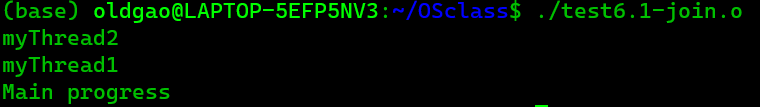 (base) oldgao@LAPTOP-5EFP5NV3:~/OSclass$ ./test6.1-join.o
myThread2
myThread1
Main progress